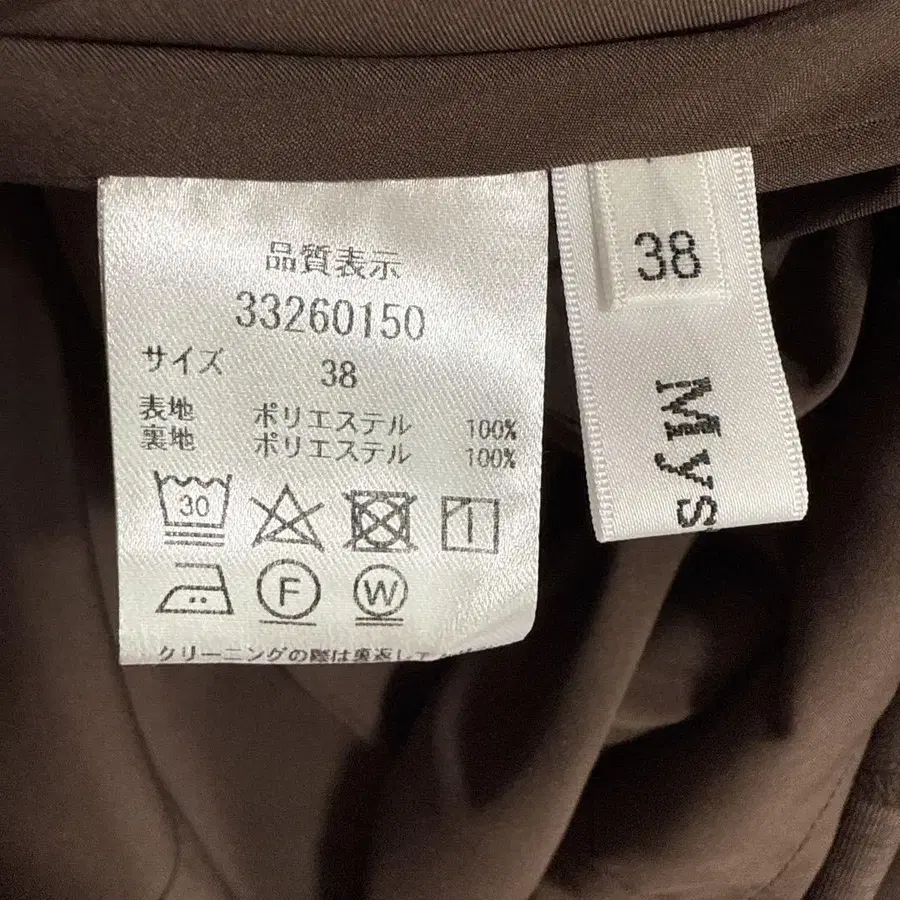 品質表示
33260150
サイズ 38
表地 ポリエステル 100%
裏地 ポリエステル 100%
30
F W
クリーニングの際は裏返して
38
Mys